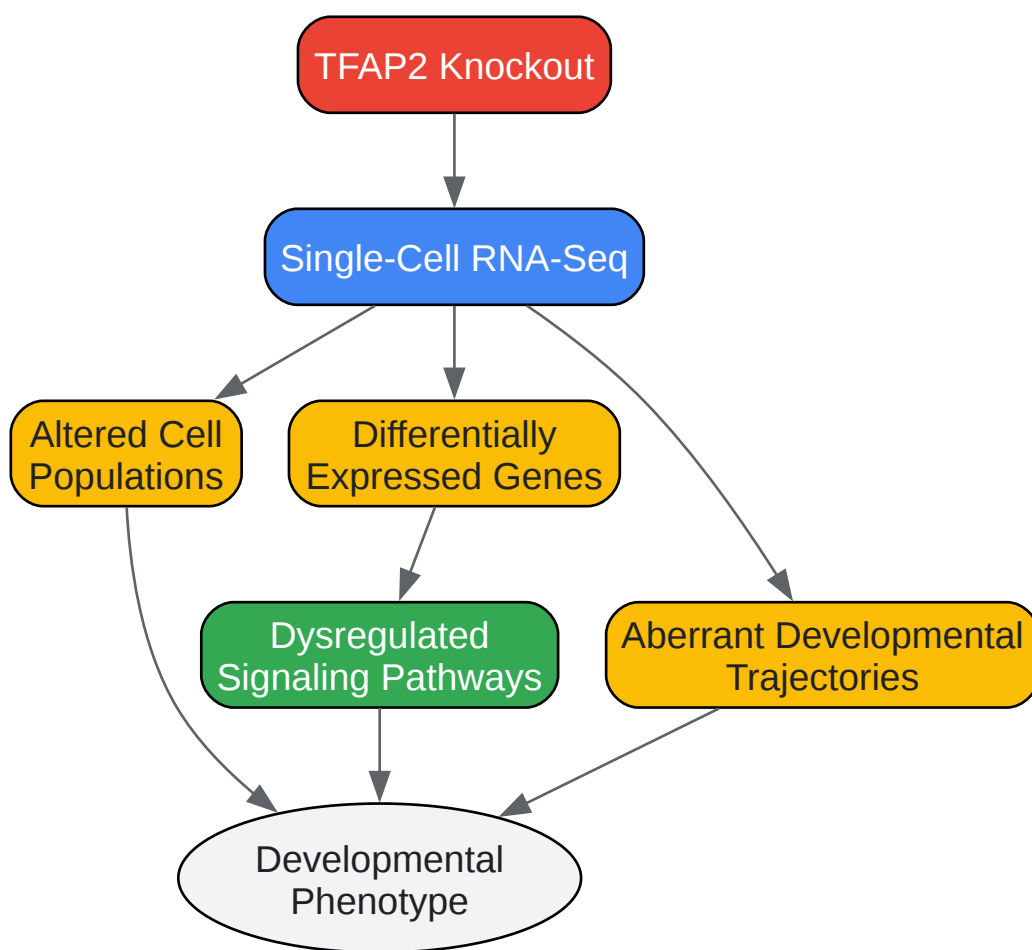 TFAP2 Knockout
Single-Cell RNA-Seq
Altered Cell
Populations
Differentially
Expressed Genes
Dysregulated
Signaling Pathways
Aberrant Developmental
Trajectories
Developmental
Phenotype